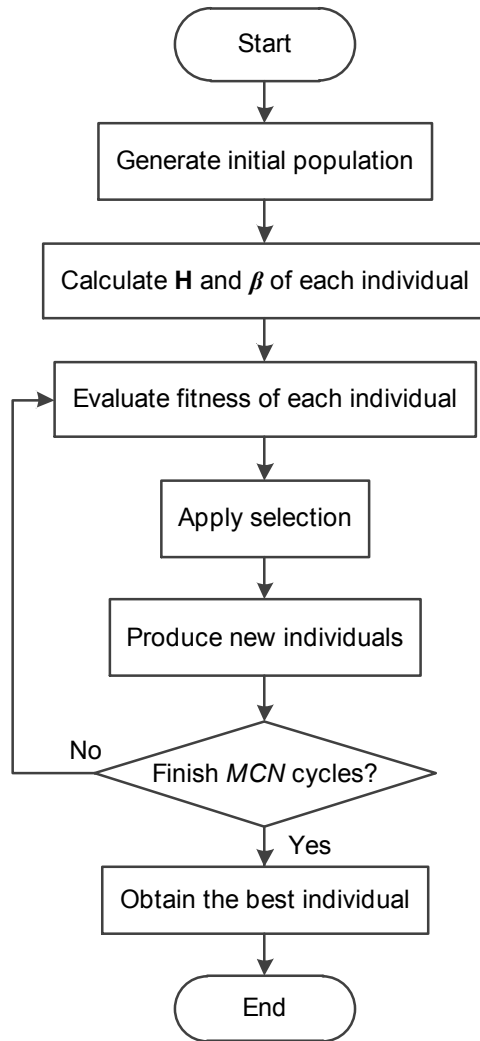 Start
Generate initial population
Calculate H and β of each individual
Evaluate fitness of each individual
Apply selection
Produce new individuals
No
Finish MCN cycles?
Yes
Obtain the best individual
End